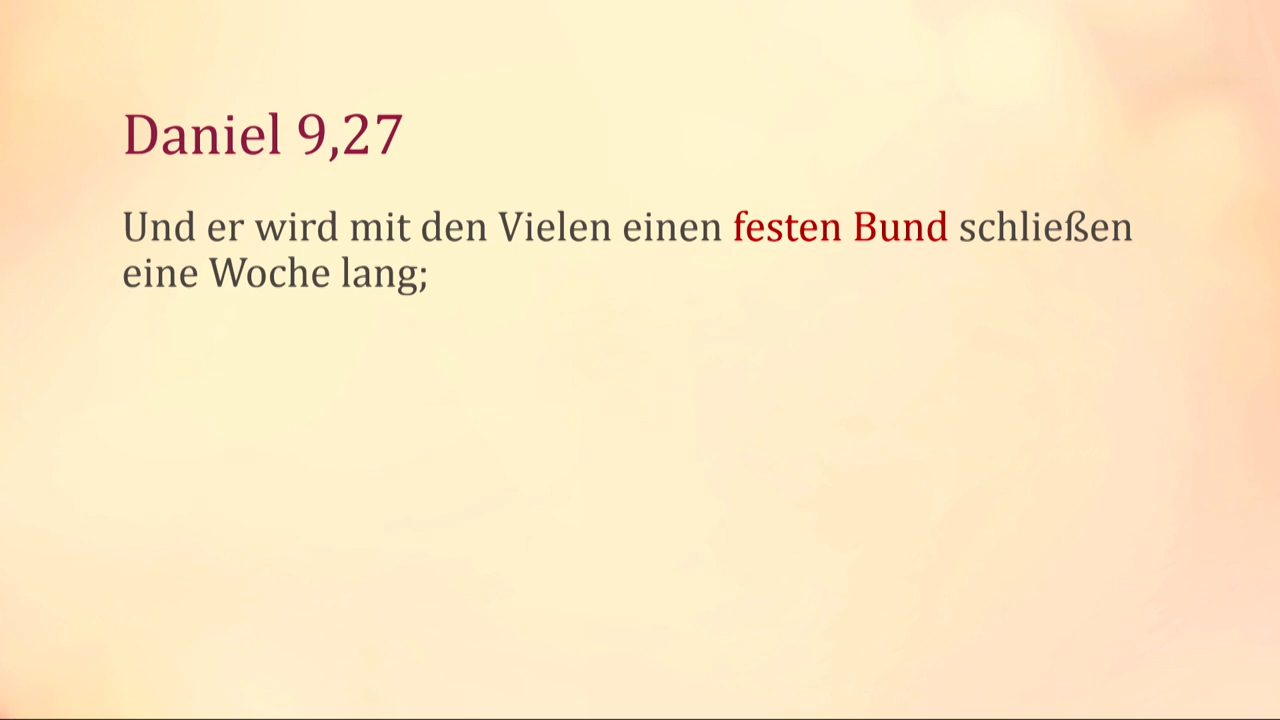 Daniel 9,27
Und er wird mit den Vielen einen festen Bund schließen
eine Woche lang;